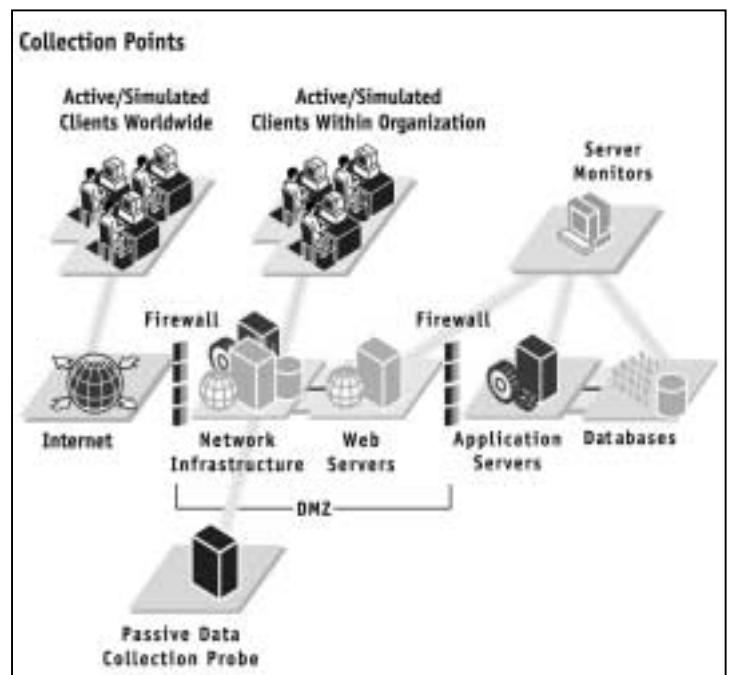 Collection Points
Active/Simulated
Clients Worldwide
Active/Simulated
Clients Within Organization
Server
Monitors
Firewall
Firewall
Internet
Network
Infrastructure
Web
Servers
Application
Servers
Databases
DMZ
Passive Data
Collection Probe